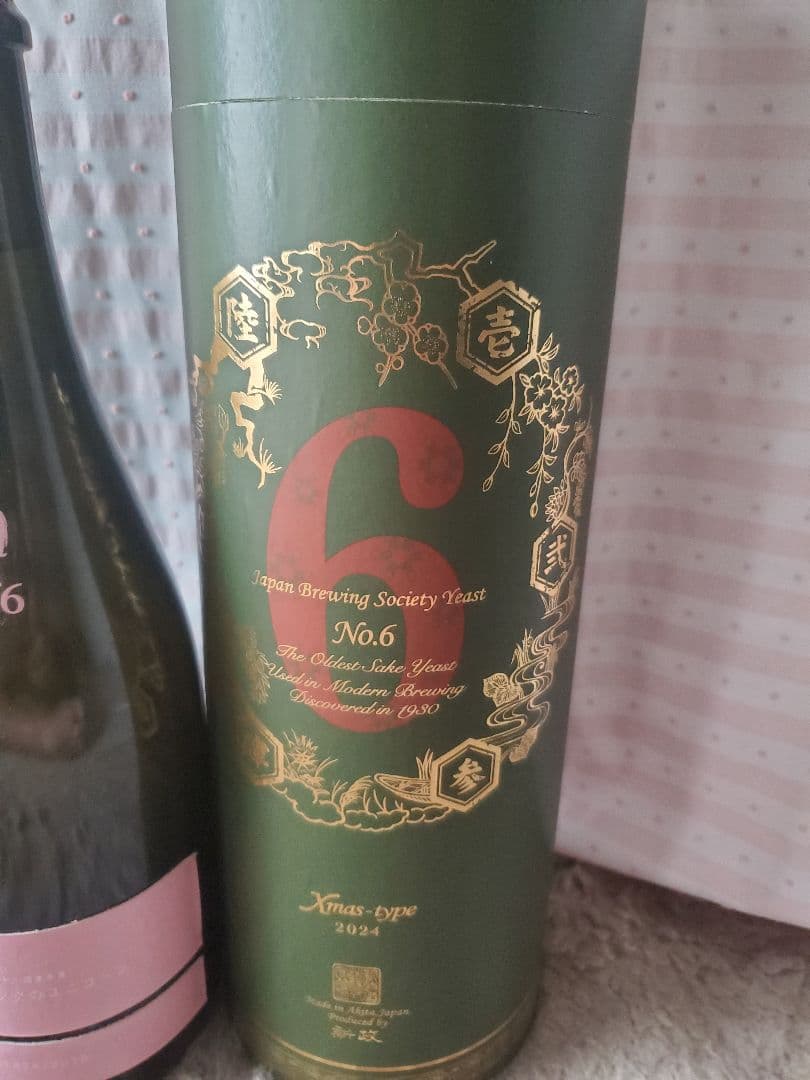 陸
壱
弐
参
6
Japan Brewing Society Yeast
No.6
The Oldest Sake Yeast
Used in Modern Brewing
Discovered in 1930
Xmas-type
2024
Made in Akita, Japan
Produced by
新政
6